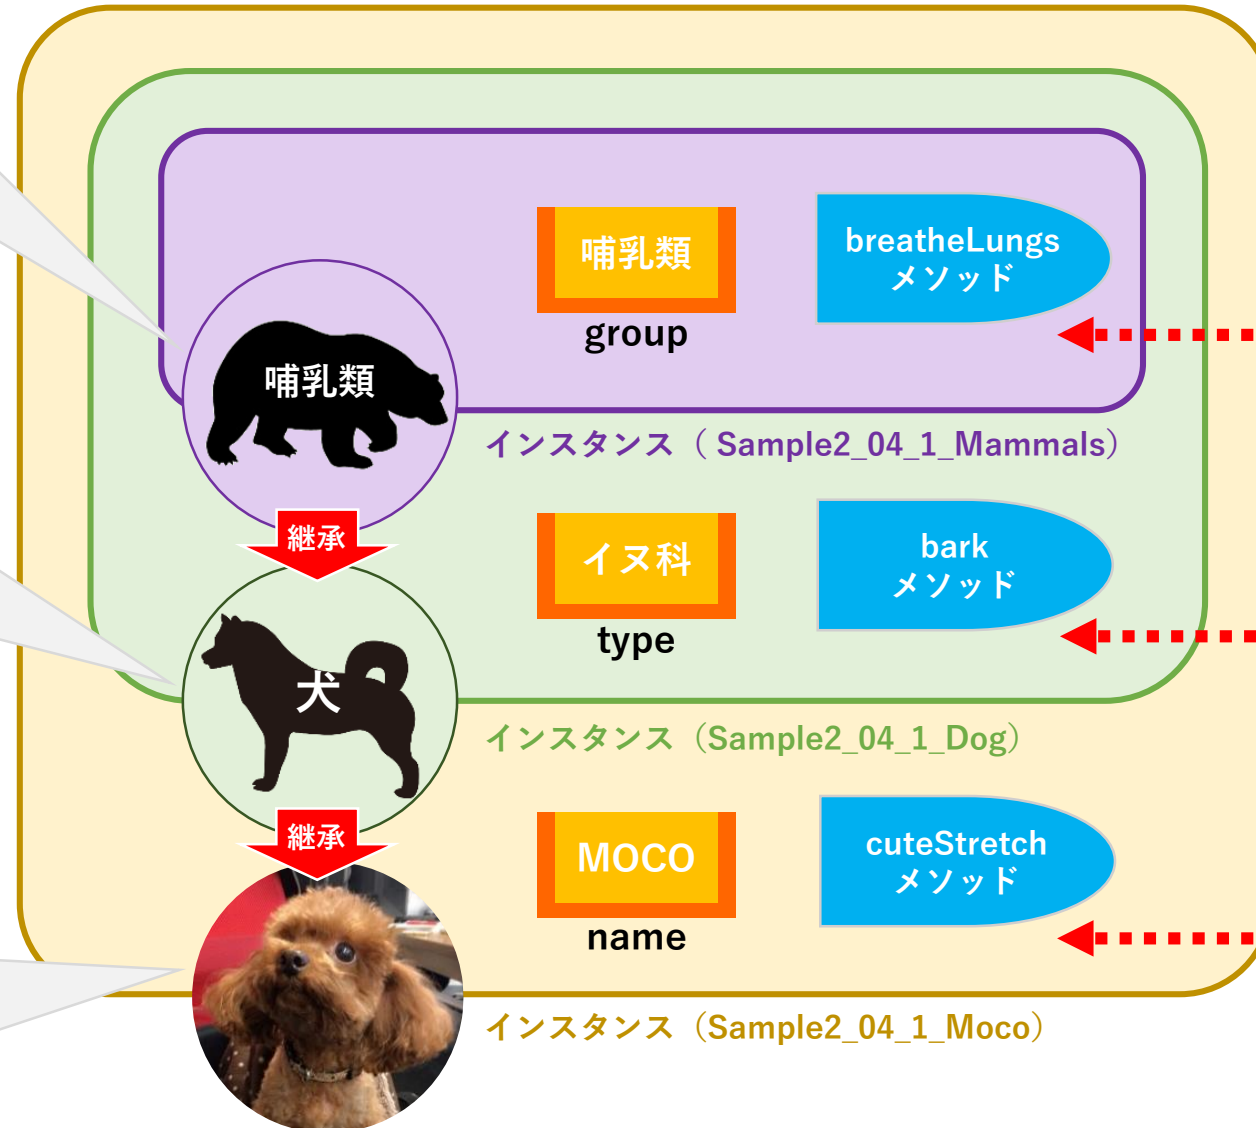 哺乳類
breatheLungs
メソッド
group
哺乳類
インスタンス（ Sample2_04_1_Mammals）
継承
イヌ科
bark
メソッド
type
犬
インスタンス（Sample2_04_1_Dog）
継承
MOCO
cuteStretch
メソッド
name
インスタンス（Sample2_04_1_Moco）